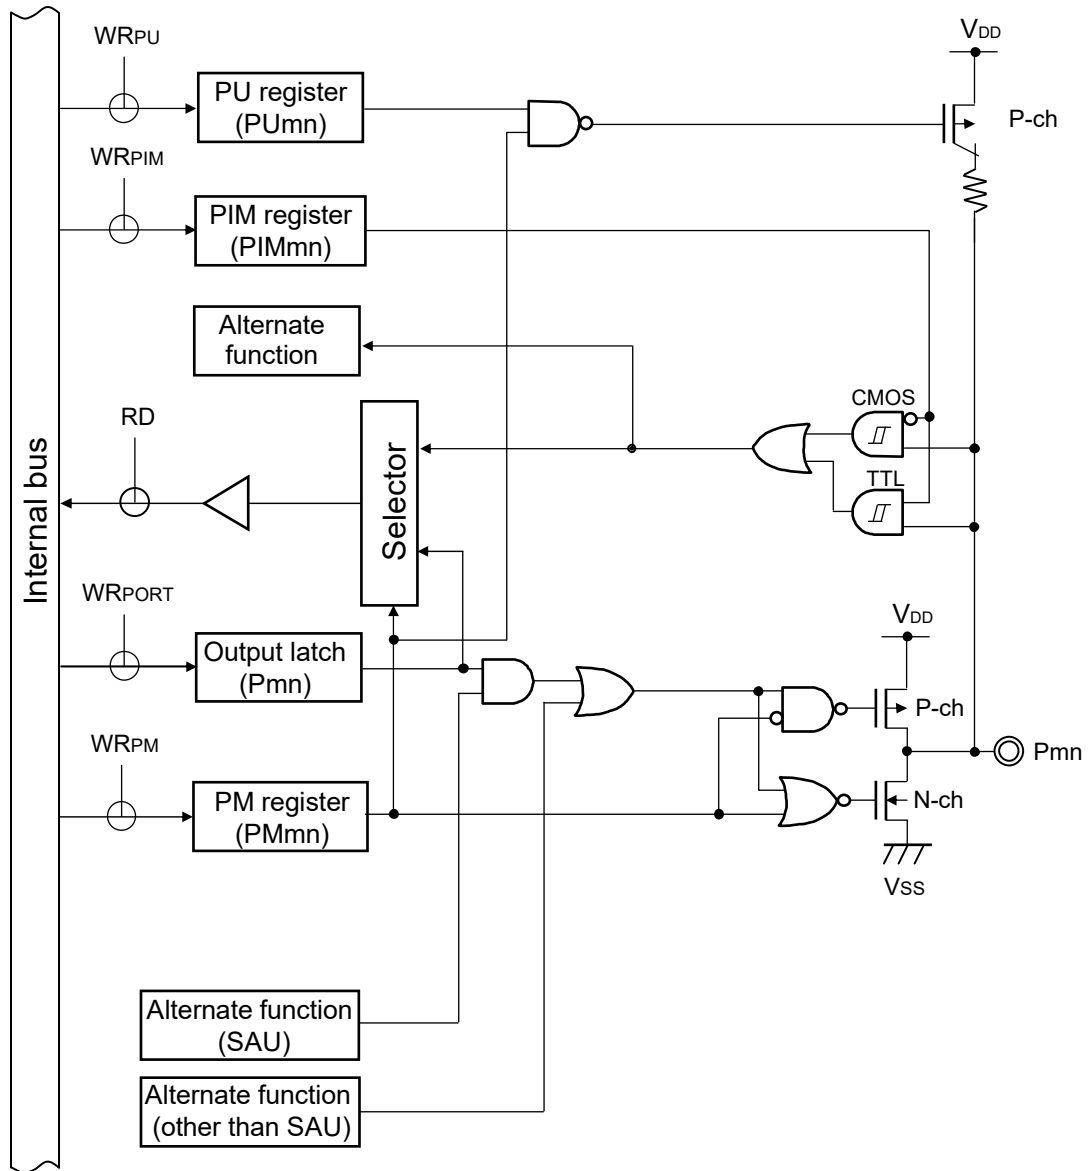 VDD
WRPU
PU register
(PUmn)
P-ch
WRPIM
PIM register
(PIMmn)
Alternate
function
CMOS
RD
TTL
Selector
Internal bus
WRPORT
VDD
Output latch
(Pmn)
P-ch
WRPM
Pmn
PM register
(PMmn)
N-ch
VSS
Alternate function
(SAU)
Alternate function
(other than SAU)